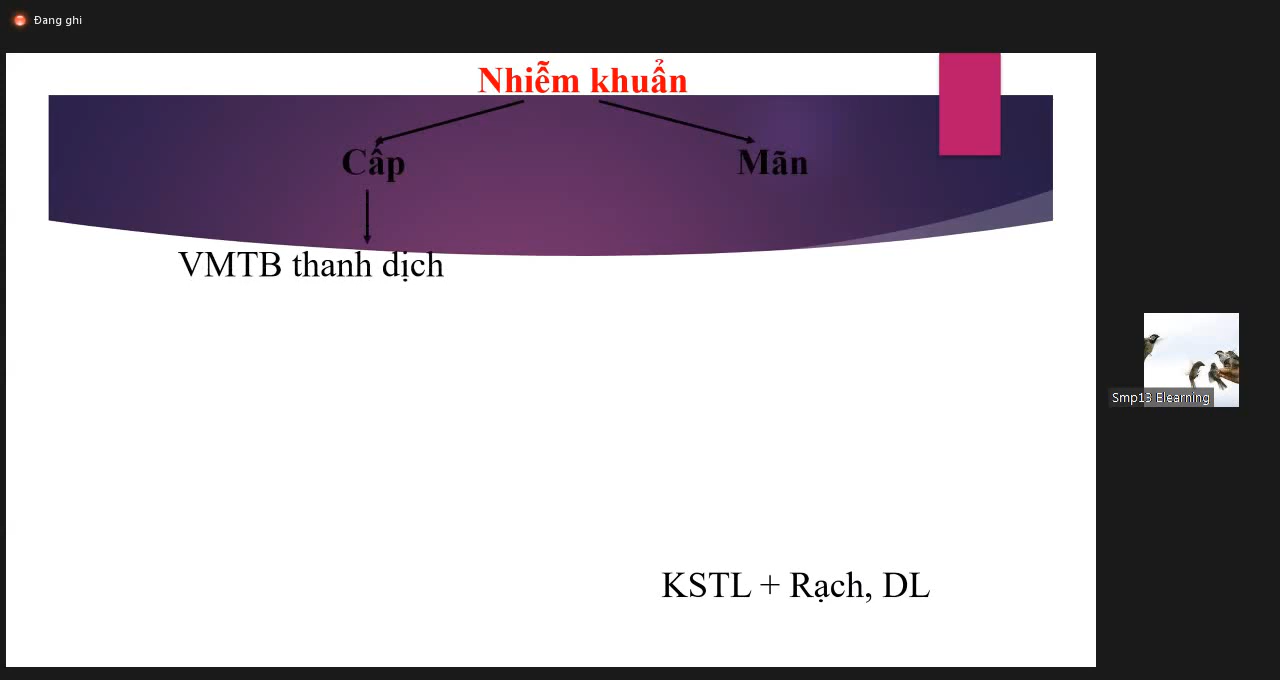 Đang ghi
Nhiễm khuẩn
Cấp
Mãn
VMTB thanh dịch
Smp13 Elearning
KSTL + Rạch, DL